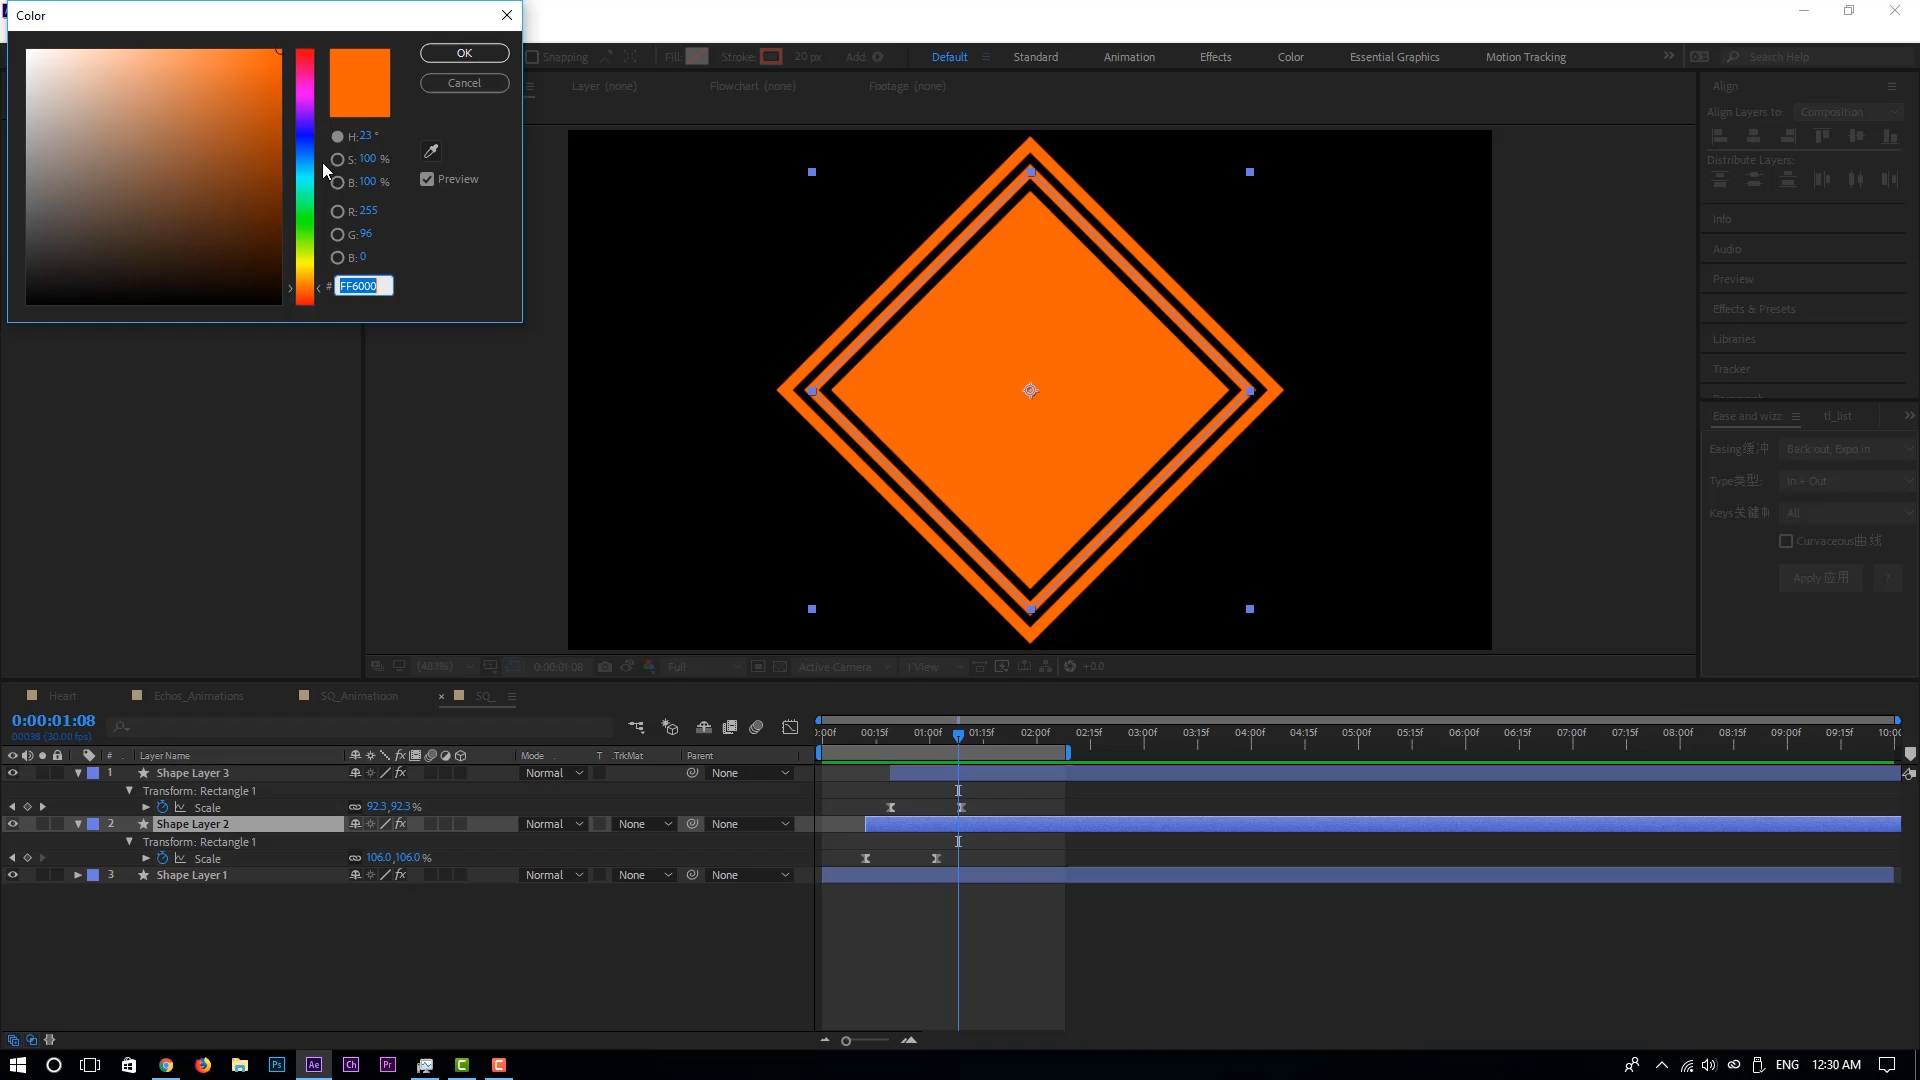 Color
OK
Cancel
H: 23 °
S: 100 %
B: 100 %
Preview
R: 255
G: 96
B: 0
# FF6000
Snapping
Fill:
Stroke:
20 px
Add:
Default
Standard
Animation
Effects
Color
Essential Graphics
Motion Tracking
Search Help
Layer (none)
Flowchart (none)
Footage (none)
Align
Align Layers to:
Composition
Distribute Layers:
Info
Audio
Preview
Effects & Presets
Libraries
Tracker
Ease and wizz
tl_list
Easing缓冲
Back out, Expo in
Type类型:
In + Out
Keys关键帧
All
Curvaceous曲线
Apply 应用
?
(48.1%)
0:00:01:08
Full
Active Camera
1 View
+0.0
Heart
Echos_Animations
SQ_Animatioon
× SQ_
0:00:01:08
00038 (30.00 fps)
# Layer Name
Mode
T .TrkMat
Parent
:00f 00:15f 01:00f 01:15f 02:00f 02:15f 03:00f 03:15f 04:00f 04:15f 05:00f 05:15f 06:00f 06:15f 07:00f 07:15f 08:00f 08:15f 09:00f 09:15f 10:00
1 Shape Layer 3 fx Normal None
Transform: Rectangle 1
Scale 92.3,92.3%
2 Shape Layer 2 fx Normal None None
Transform: Rectangle 1
Scale 106.0,106.0%
3 Shape Layer 1 fx Normal None None
Ps
Ae
Ch
Pr
ENG
12:30 AM